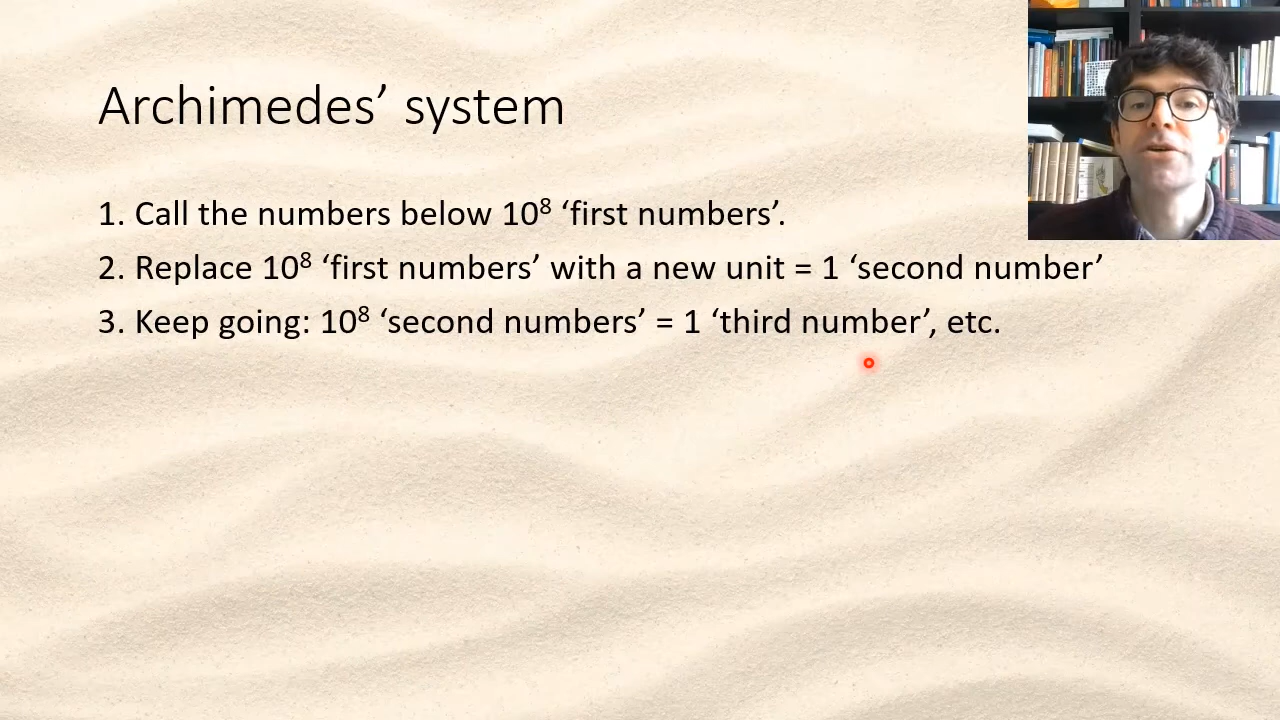 Archimedes’ system
1. Call the numbers below 10⁸ ‘first numbers’.
2. Replace 10⁸ ‘first numbers’ with a new unit = 1 ‘second number’
3. Keep going: 10⁸ ‘second numbers’ = 1 ‘third number’, etc.